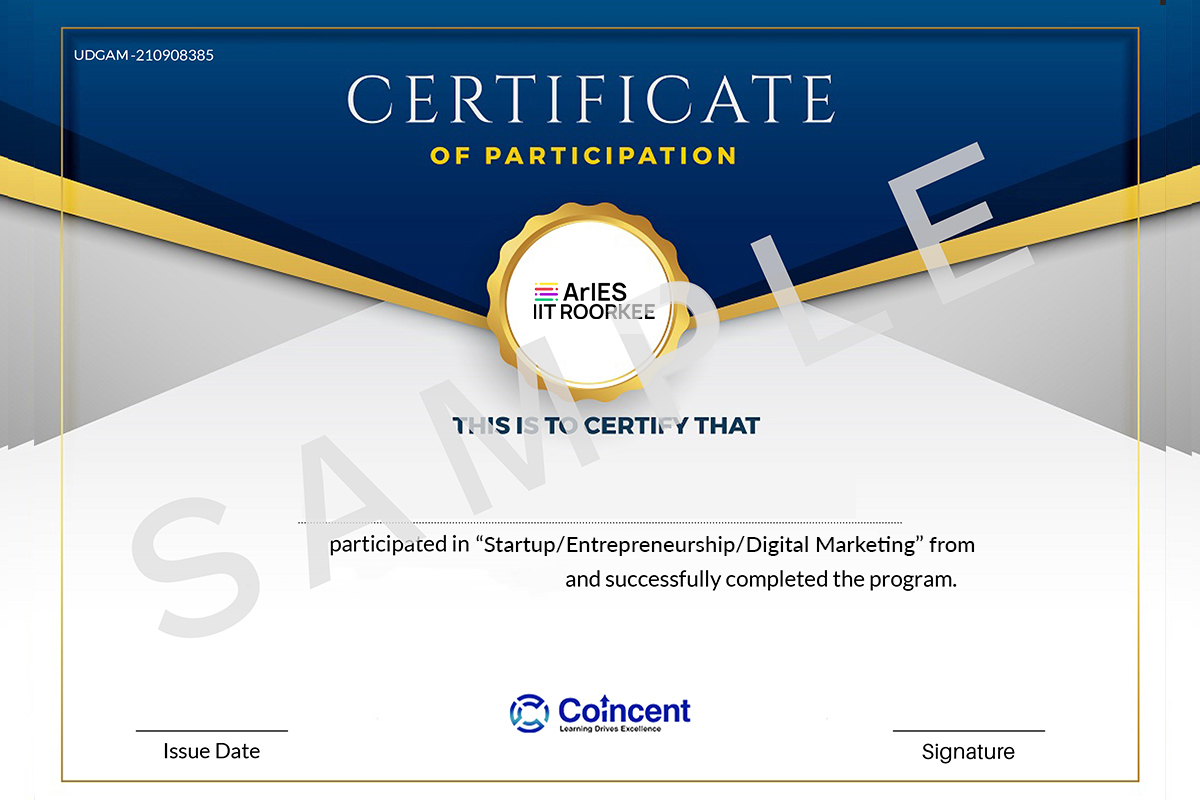 UDGAM-210908385
CERTIFICATE
OF PARTICIPATION
ArIES
IIT ROORKEE
SAMPLE
THIS IS TO CERTIFY THAT
participated in “Startup/Entrepreneurship/Digital Marketing” from
and successfully completed the program.
Coincent
Learning Drives Excellence
Issue Date
Signature